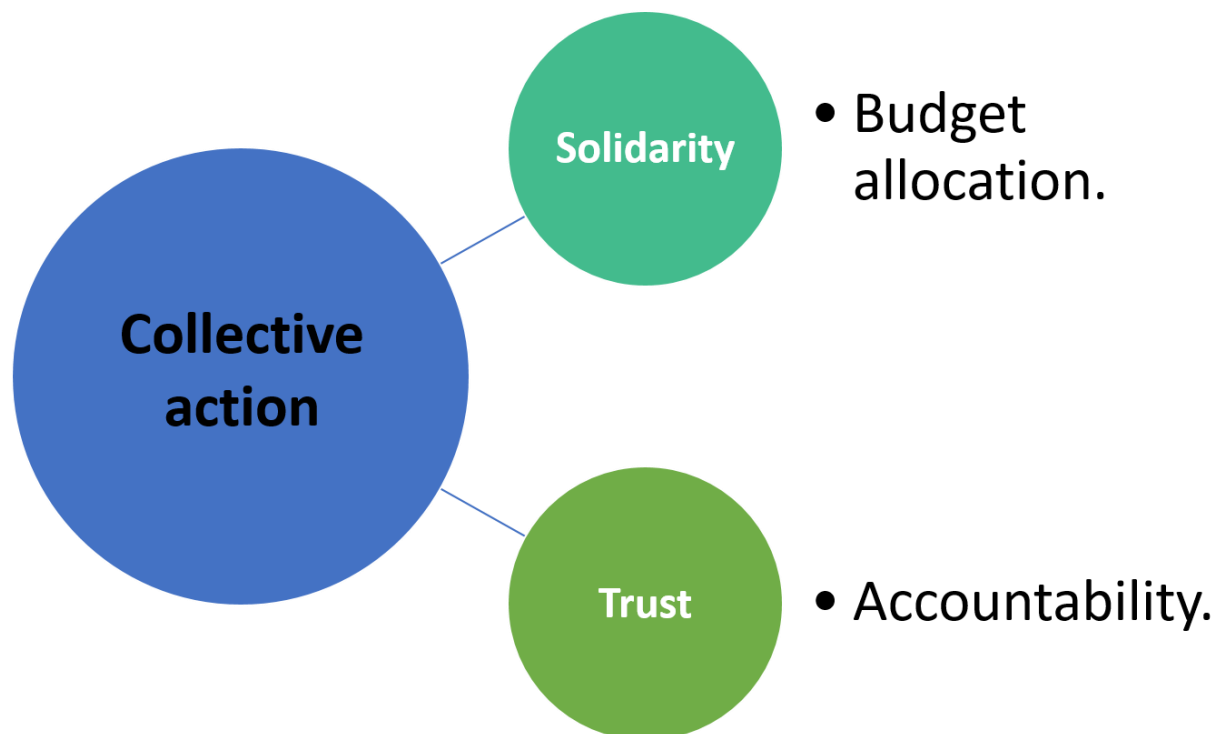 Solidarity
• Budget
allocation.
Collective
action
Trust
• Accountability.